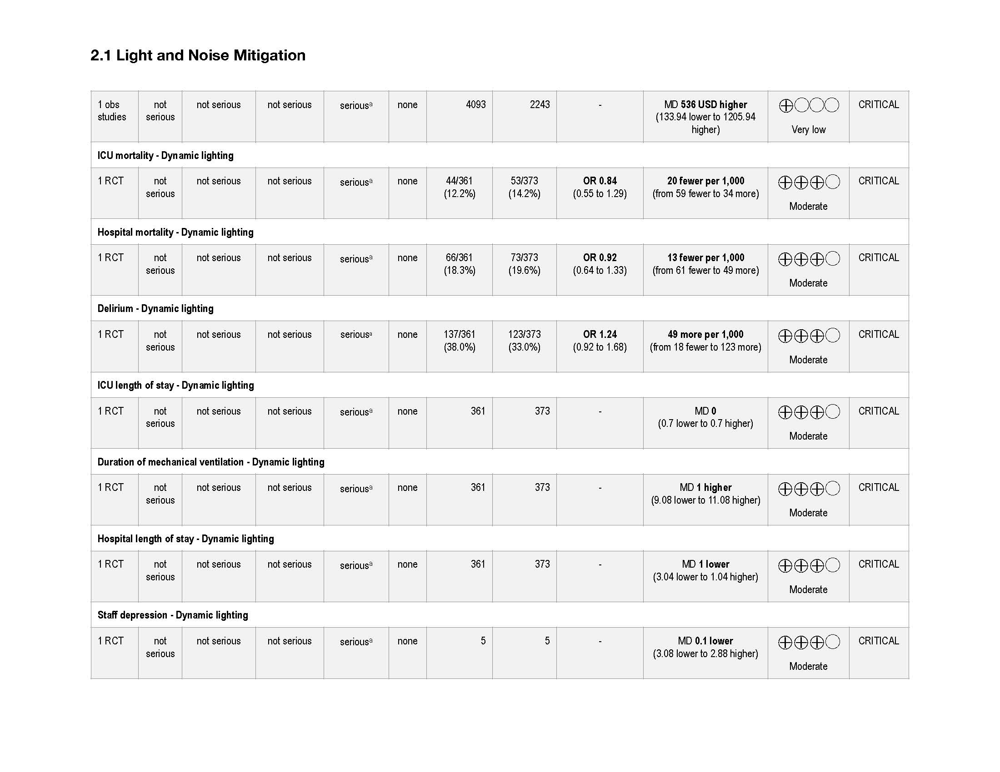 2.1 Light and Noise Mitigation
1 obs studies not serious not serious not serious seriousª none 4093 2243 - MD 536 USD higher (133.94 lower to 1205.94 higher) ⨁◯◯◯ Very low CRITICAL
ICU mortality - Dynamic lighting
1 RCT not serious not serious not serious seriousª none 44/361 (12.2%) 53/373 (14.2%) OR 0.84 (0.55 to 1.29) 20 fewer per 1,000 (from 59 fewer to 34 more) ⨁⨁⨁◯ Moderate CRITICAL
Hospital mortality - Dynamic lighting
1 RCT not serious not serious not serious seriousª none 66/361 (18.3%) 73/373 (19.6%) OR 0.92 (0.64 to 1.33) 13 fewer per 1,000 (from 61 fewer to 49 more) ⨁⨁⨁◯ Moderate CRITICAL
Delirium - Dynamic lighting
1 RCT not serious not serious not serious seriousª none 137/361 (38.0%) 123/373 (33.0%) OR 1.24 (0.92 to 1.68) 49 more per 1,000 (from 18 fewer to 123 more) ⨁⨁⨁◯ Moderate CRITICAL
ICU length of stay - Dynamic lighting
1 RCT not serious not serious not serious seriousª none 361 373 - MD 0 (0.7 lower to 0.7 higher) ⨁⨁⨁◯ Moderate CRITICAL
Duration of mechanical ventilation - Dynamic lighting
1 RCT not serious not serious not serious seriousª none 361 373 - MD 1 higher (9.08 lower to 11.08 higher) ⨁⨁⨁◯ Moderate CRITICAL
Hospital length of stay - Dynamic lighting
1 RCT not serious not serious not serious seriousª none 361 373 - MD 1 lower (3.04 lower to 1.04 higher) ⨁⨁⨁◯ Moderate CRITICAL
Staff depression - Dynamic lighting
1 RCT not serious not serious not serious seriousª none 5 5 - MD 0.1 lower (3.08 lower to 2.88 higher) ⨁⨁⨁◯ Moderate CRITICAL